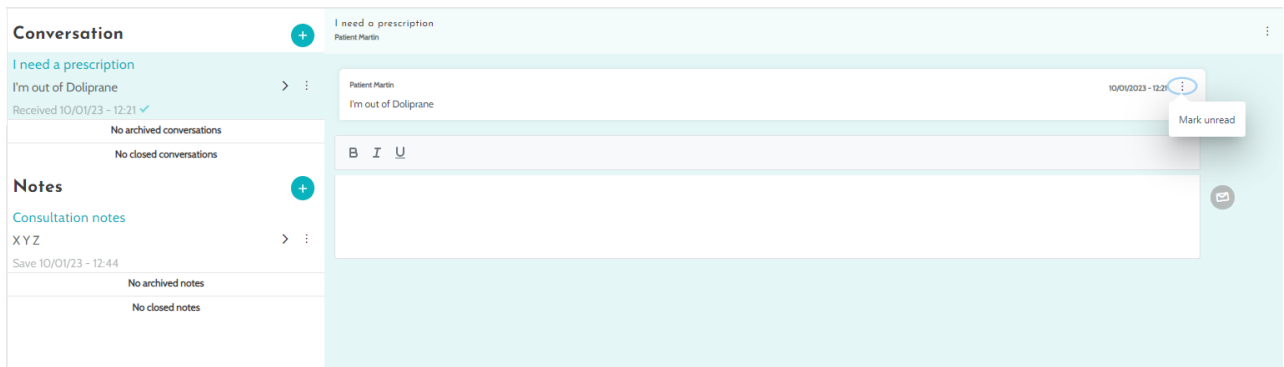 Conversation
I need a prescription
I'm out of Doliprane
Received 10/01/23 - 12:21
No archived conversations
No closed conversations
Notes
Consultation notes
X Y Z
Save 10/01/23 - 12:44
No archived notes
No closed notes
I need a prescription
Patient Martin
Patient Martin
10/01/2023 - 12:21
I'm out of Doliprane
Mark unread
B I U